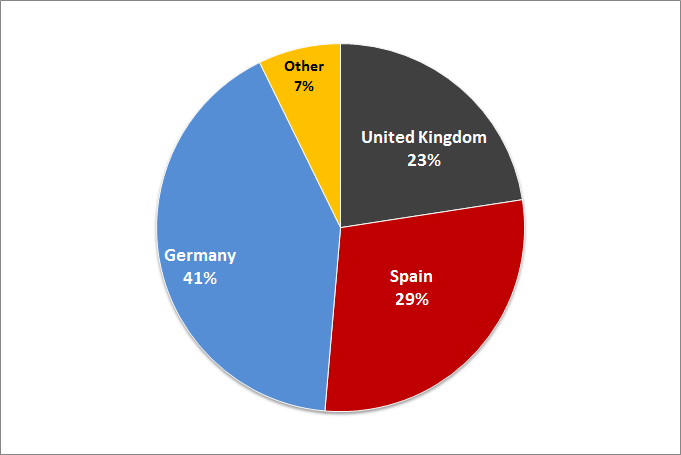 Other
7%
United Kingdom
23%
Germany
41%
Spain
29%